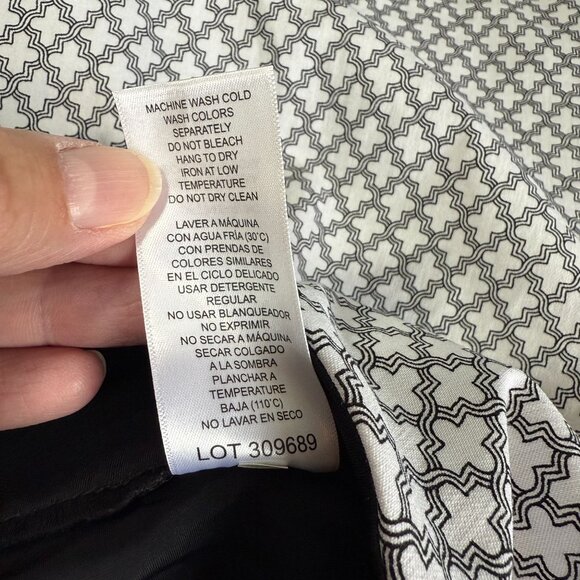 MACHINE WASH COLD
WASH COLORS
SEPARATELY
DO NOT BLEACH
HANG TO DRY
IRON AT LOW
TEMPERATURE
DO NOT DRY CLEAN
LAVER A MÁQUINA
CON AGUA FRÍA (30°C)
CON PRENDAS DE
COLORES SIMILARES
EN EL CICLO DELICADO
USAR DETERGENTE
REGULAR
NO USAR BLANQUEADOR
NO EXPRIMIR
NO SECAR A MÁQUINA
SECAR COLGADO
A LA SOMBRA
PLANCHAR A
TEMPERATURE
BAJA (110°C)
NO LAVAR EN SECO
LOT 309689